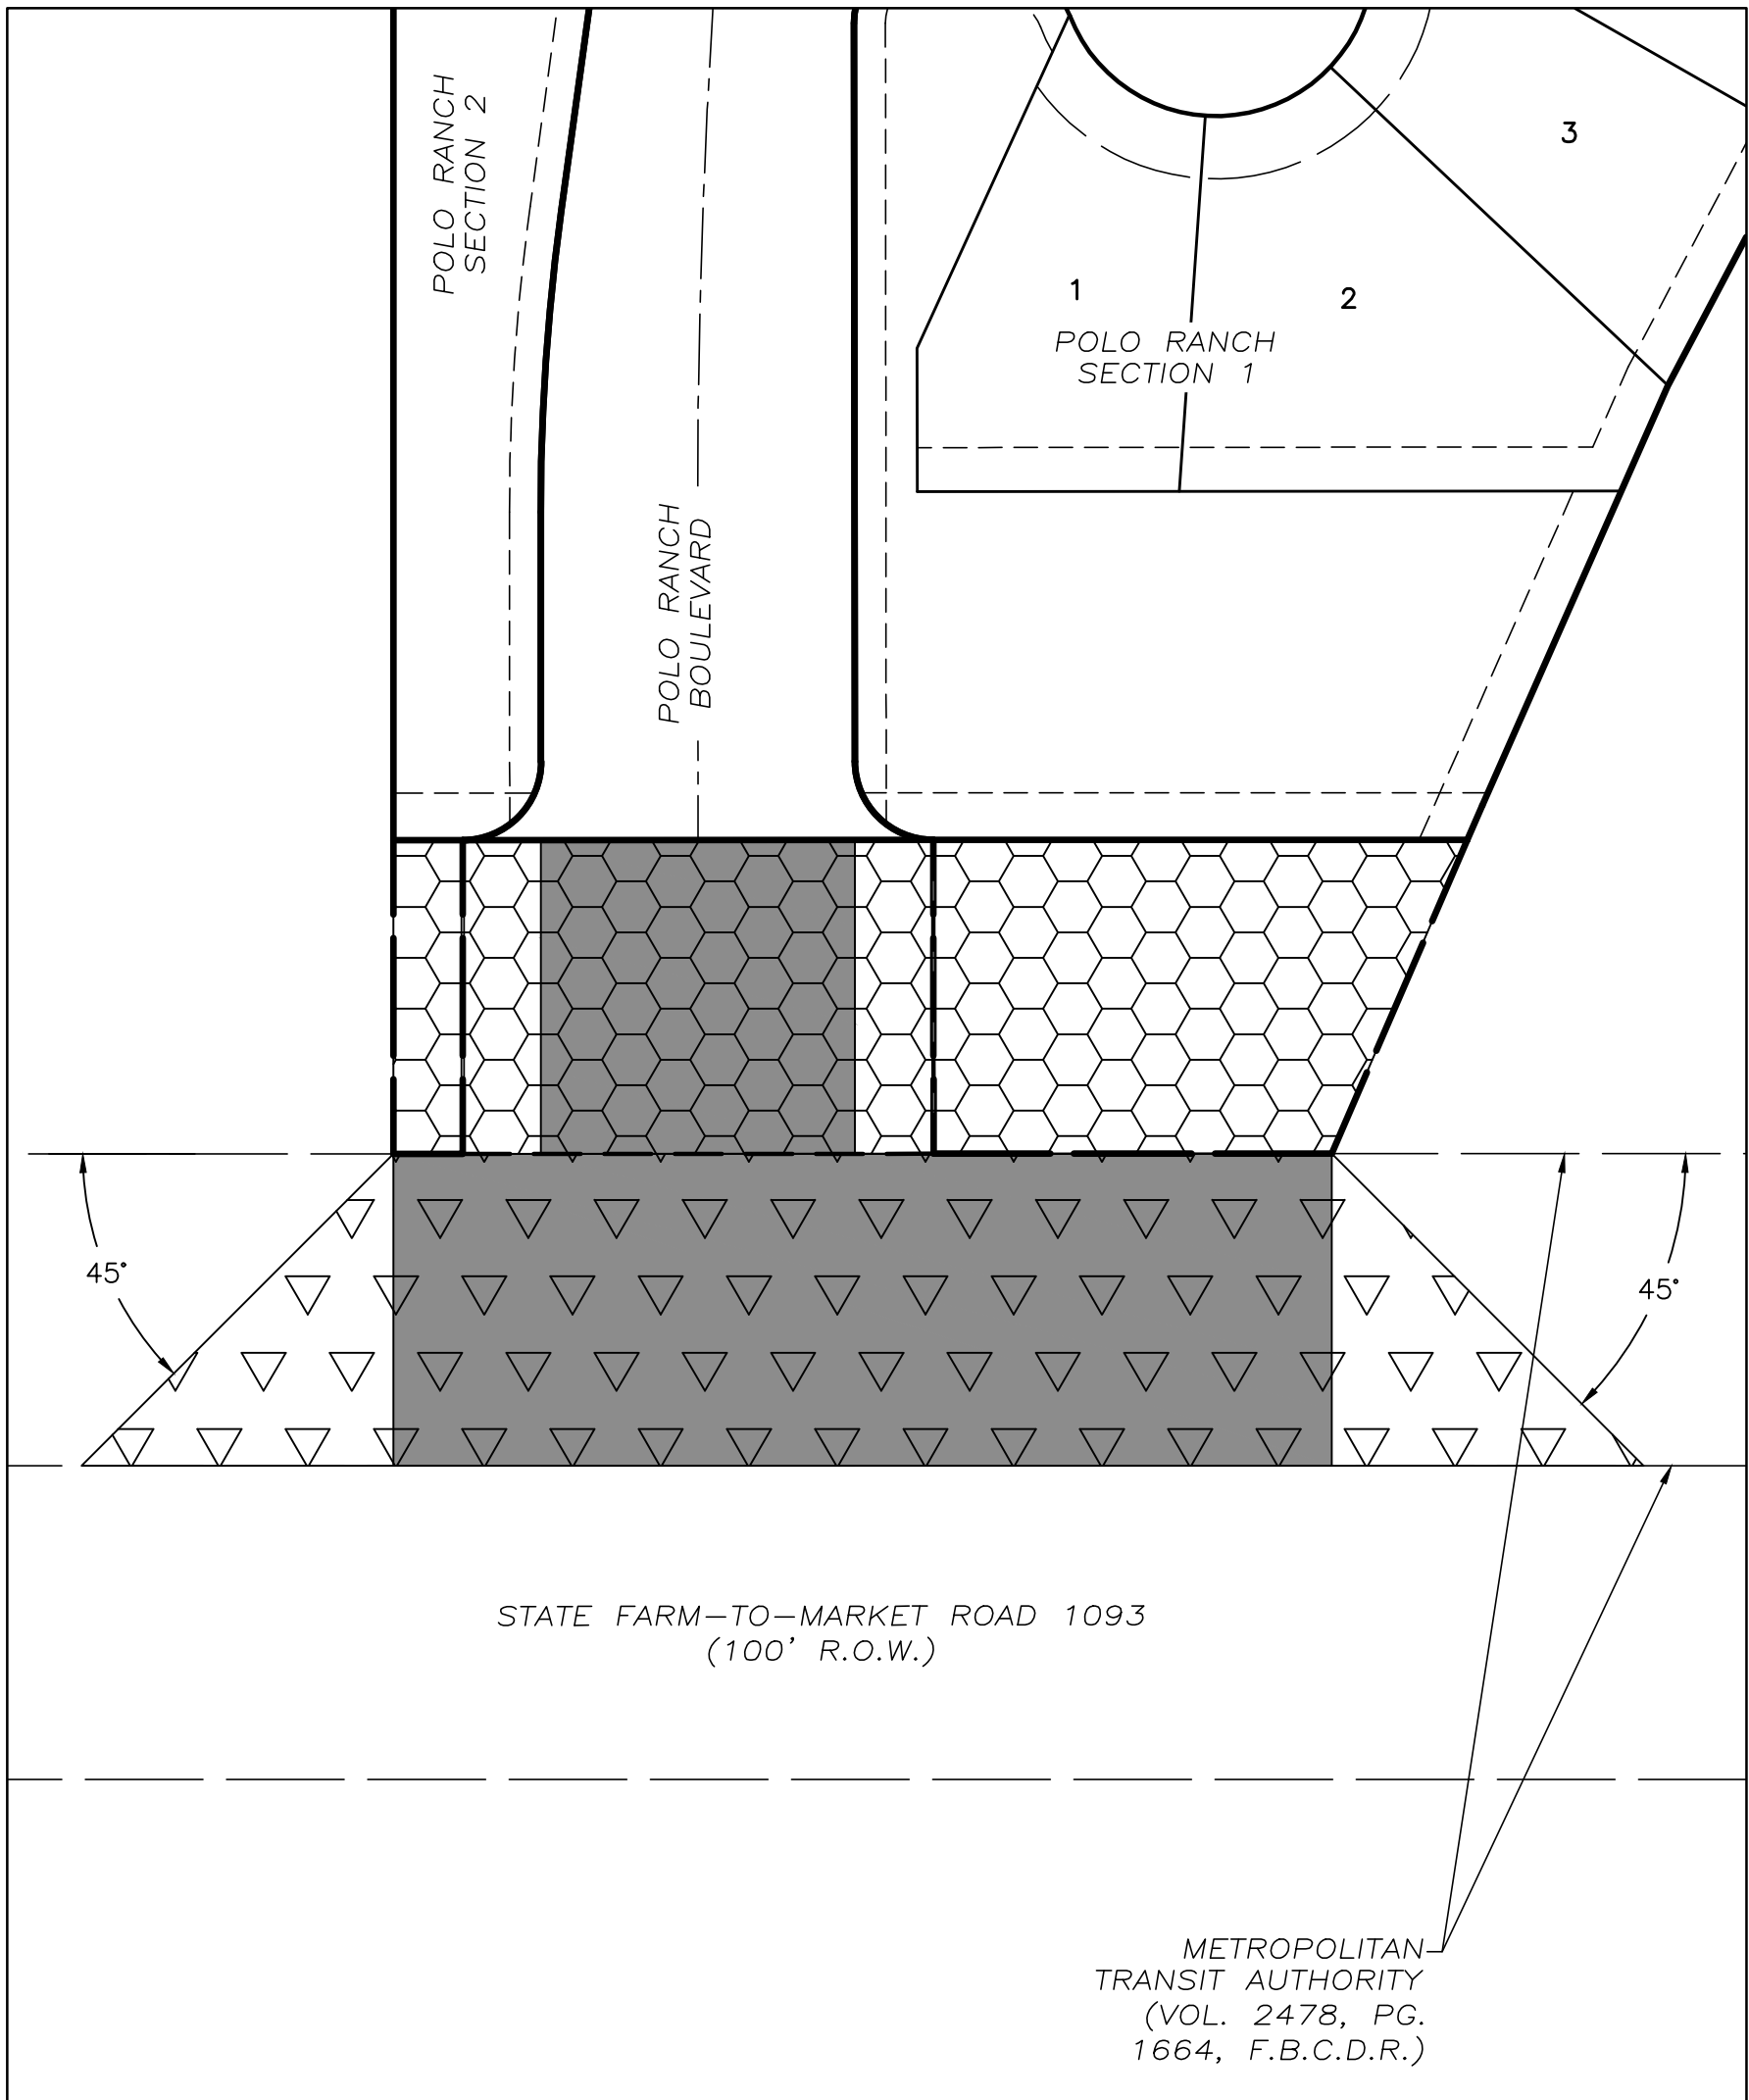 POLO RANCH
SECTION 2
3
1
2
POLO RANCH
SECTION 1
POLO RANCH
BOULEVARD
45°
45°
STATE FARM-TO-MARKET ROAD 1093
(100' R.O.W.)
METROPOLITAN
TRANSIT AUTHORITY
(VOL. 2478, PG.
1664, F.B.C.D.R.)